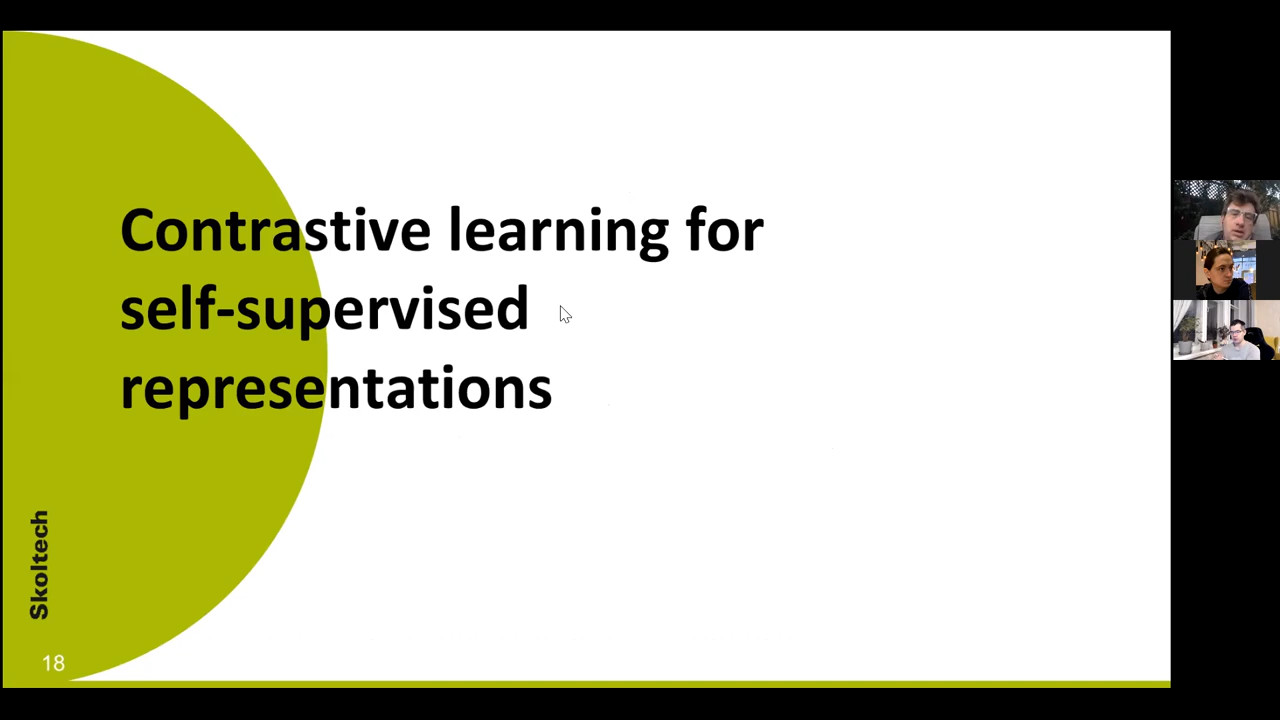 Contrastive learning for
self-supervised
representations
Skoltech
18